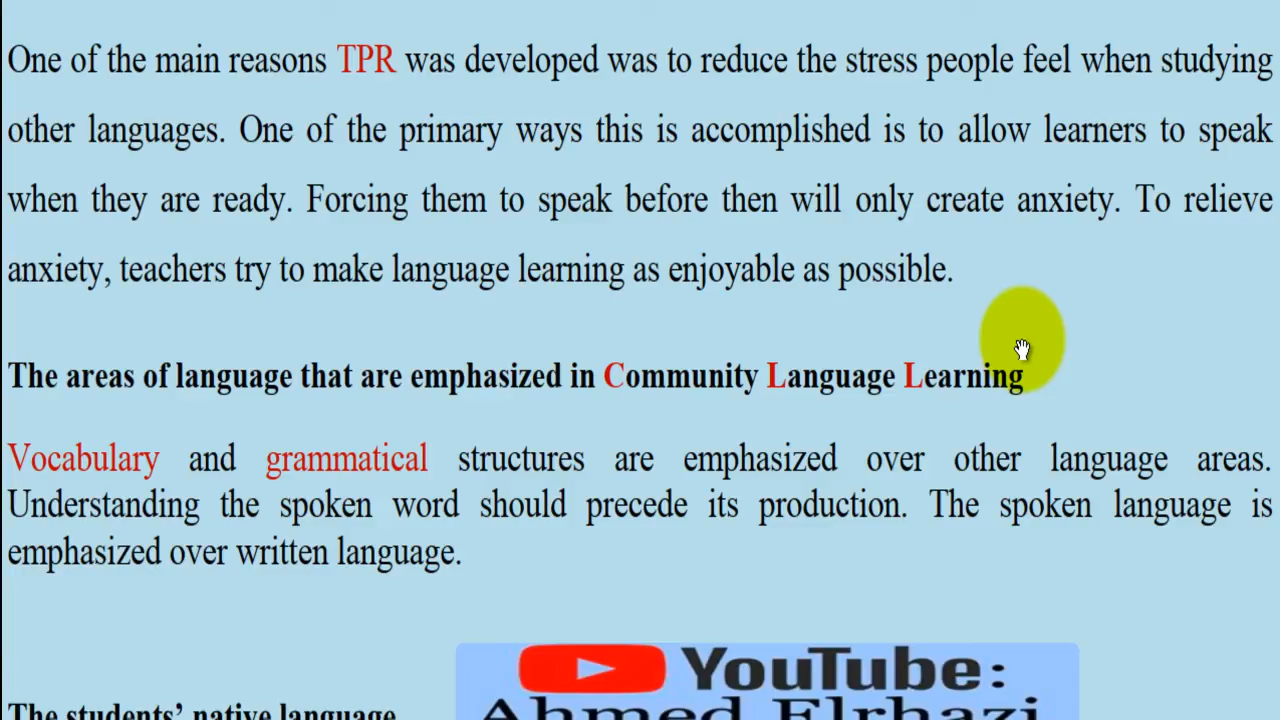 One of the main reasons TPR was developed was to reduce the stress people feel when studying
other languages. One of the primary ways this is accomplished is to allow learners to speak
when they are ready. Forcing them to speak before then will only create anxiety. To relieve
anxiety, teachers try to make language learning as enjoyable as possible.
The areas of language that are emphasized in Community Language Learning
Vocabulary and grammatical structures are emphasized over other language areas.
Understanding the spoken word should precede its production. The spoken language is
emphasized over written language.
YouTube:
The students’ native language
Ahmed Elrhazi